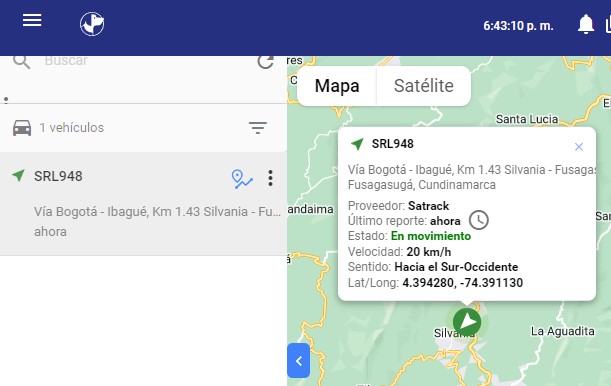 6:43:10 p. m.
Buscar
1 vehículos
SRL948
Vía Bogotá - Ibagué, Km 1.43 Silvania - Fu...
ahora
res
C
Mapa
Satélite
Santa Lucia
E
SRL948
×
Vía Bogotá - Ibagué, Km 1.43 Silvania - Fusagas
Fusagasugá, Cundinamarca
Proveedor: Satrack
Último reporte: ahora
Estado: En movimiento
Velocidad: 20 km/h
Sentido: Hacia el Sur-Occidente
Lat/Long: 4.394280, -74.391130
andaima
San
á
Silvania
La Aguadita